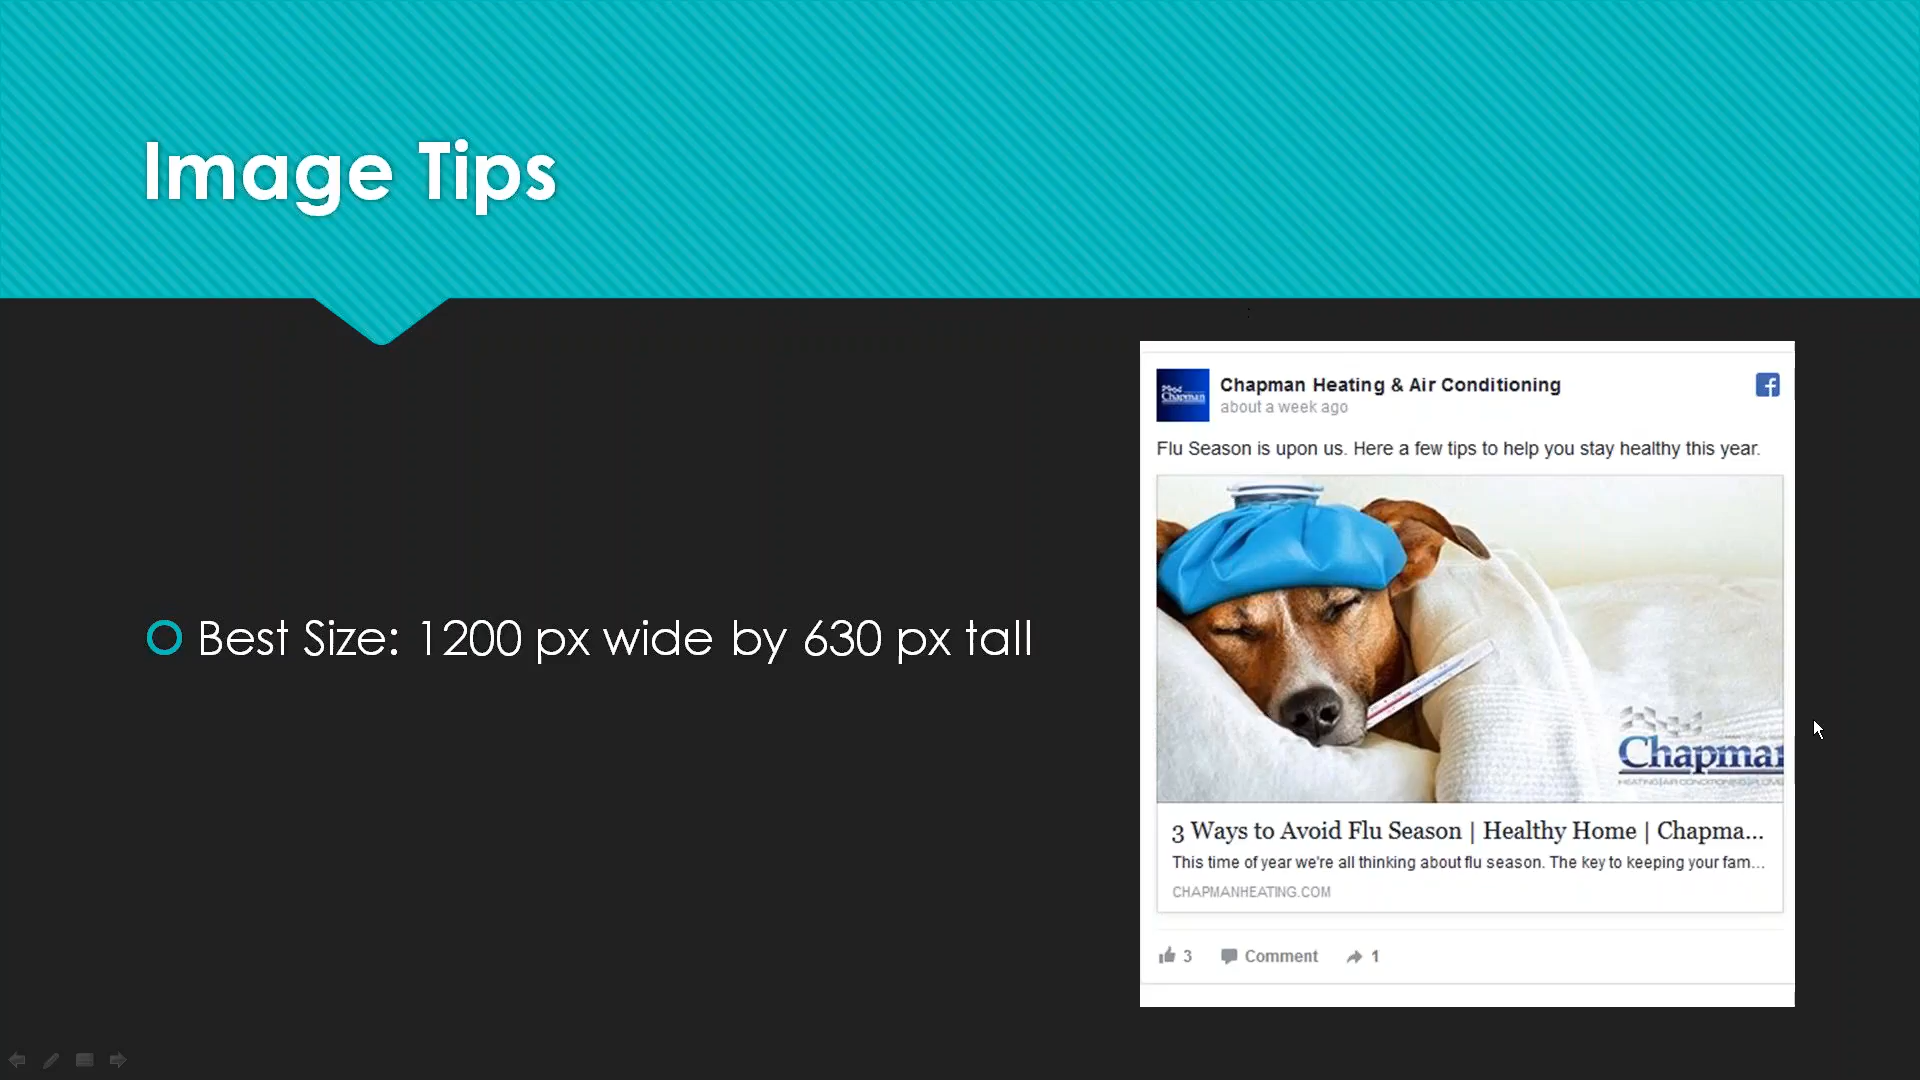 Image Tips
Best Size: 1200 px wide by 630 px tall
Chapman
Chapman Heating & Air Conditioning
about a week ago
Flu Season is upon us. Here a few tips to help you stay healthy this year.
Chapman
3 Ways to Avoid Flu Season | Healthy Home | Chapma...
This time of year we're all thinking about flu season. The key to keeping your fam...
CHAPMANHEATING.COM
3 Comment 1